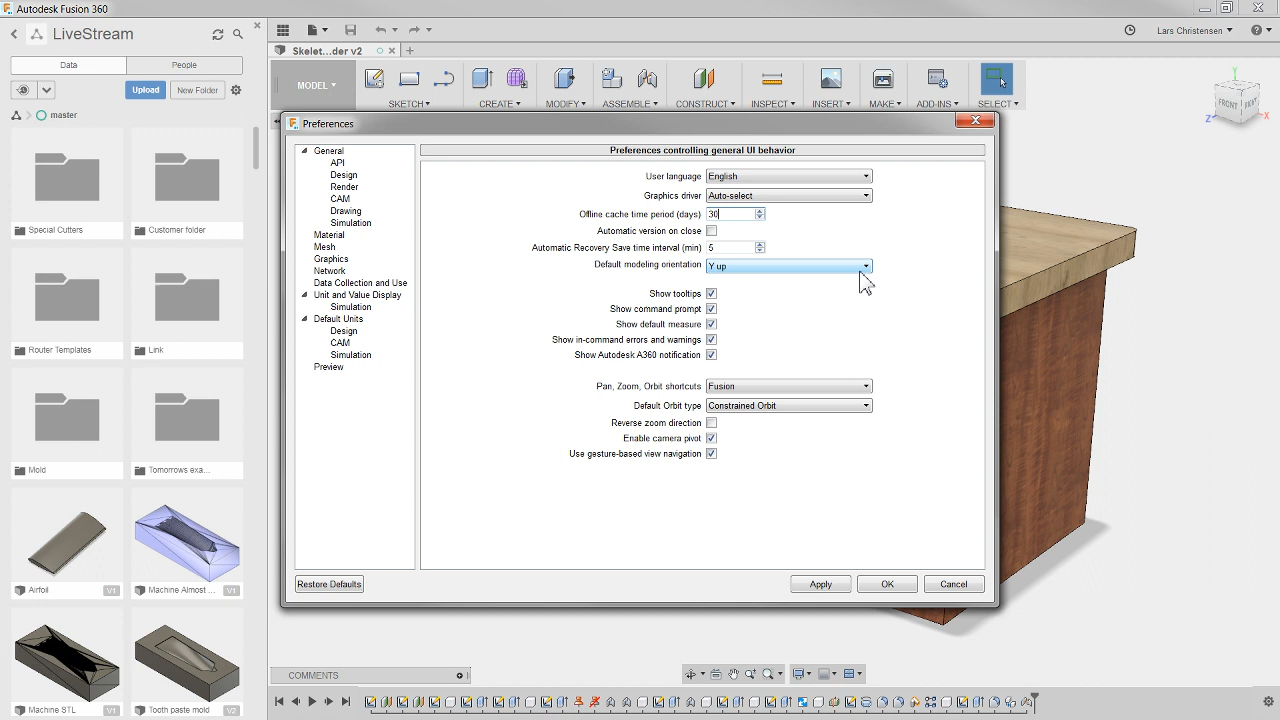 Autodesk Fusion 360
LiveStream
Data
People
Upload
New Folder
master
Special Cutters
Customer folder
Router Templates
Link
Mold
Tomorrows exa...
Airfoil
V1
Machine Almost ...
V1
Machine STL
V1
Tooth paste mold
V2
Skelet...der v2
Lars Christensen
MODEL
SKETCH
CREATE
MODIFY
ASSEMBLE
CONSTRUCT
INSPECT
INSERT
MAKE
ADD-INS
SELECT
Y
FRONT
RIGHT
Z
X
Preferences
General
API
Design
Render
CAM
Drawing
Simulation
Material
Mesh
Graphics
Network
Data Collection and Use
Unit and Value Display
Simulation
Default Units
Design
CAM
Simulation
Preview
Preferences controlling general UI behavior
User language English
Graphics driver Auto-select
Offline cache time period (days) 30
Automatic version on close
Automatic Recovery Save time interval (min) 5
Default modeling orientation Y up
Show tooltips
Show command prompt
Show default measure
Show in-command errors and warnings
Show Autodesk A360 notification
Pan, Zoom, Orbit shortcuts Fusion
Default Orbit type Constrained Orbit
Reverse zoom direction
Enable camera pivot
Use gesture-based view navigation
Restore Defaults
Apply
OK
Cancel
COMMENTS